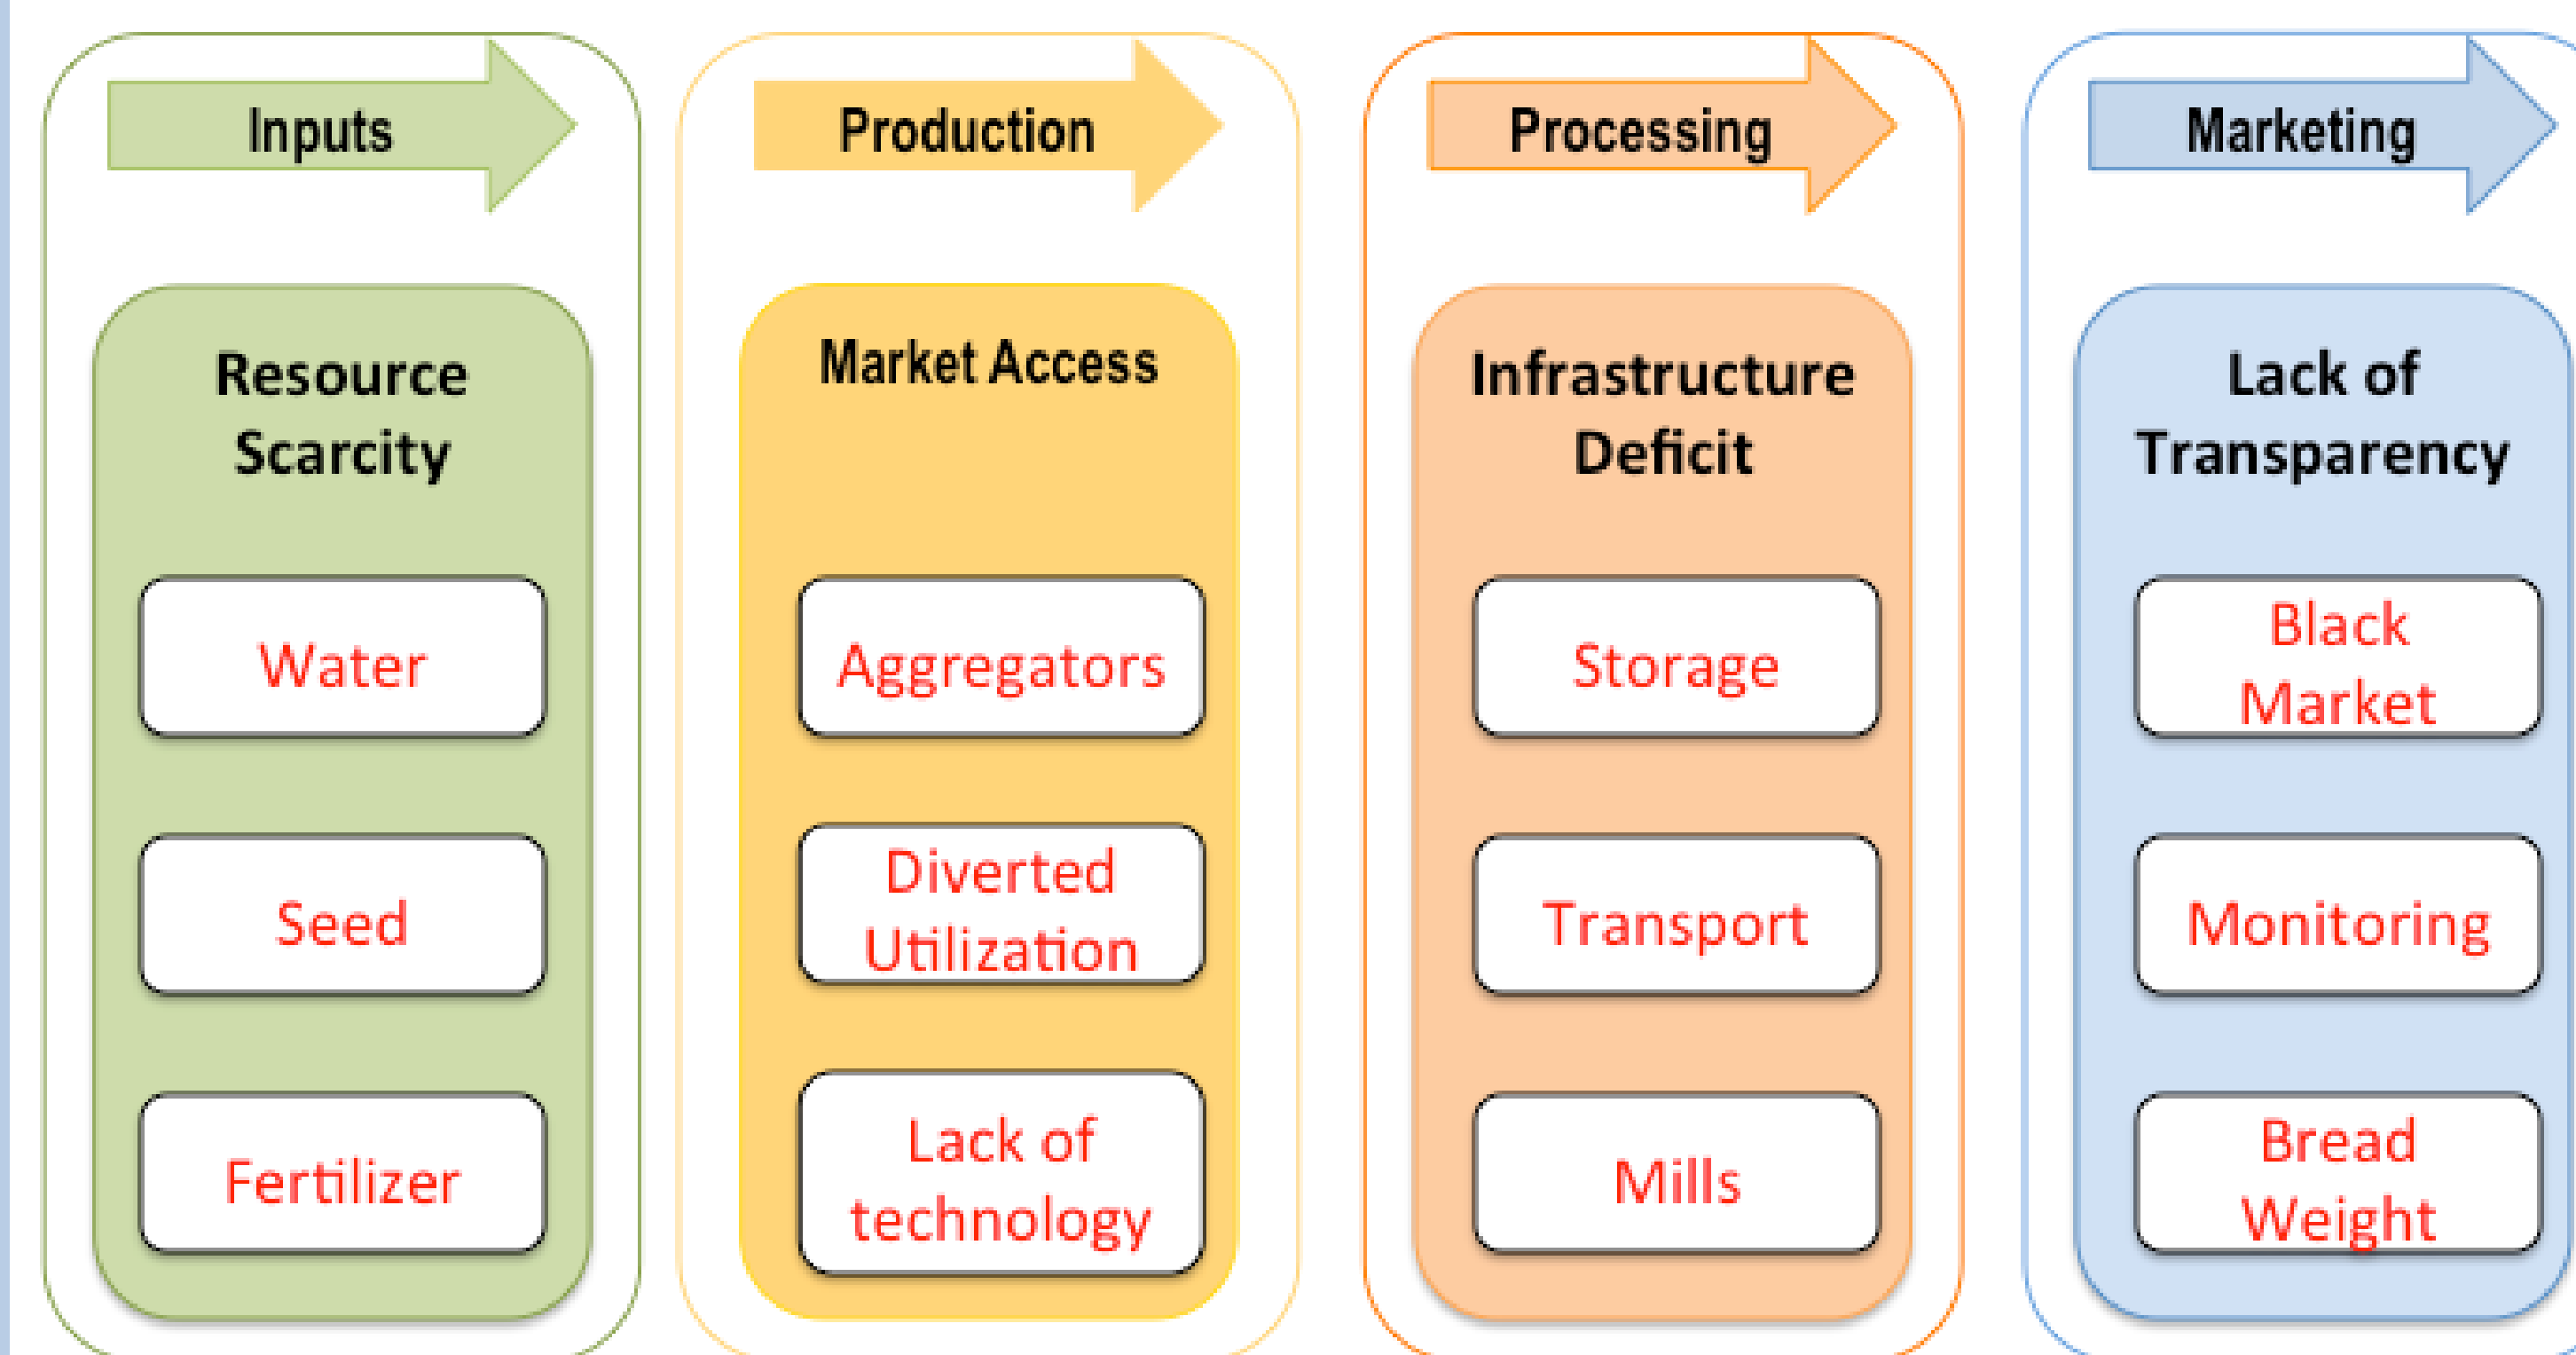 Inputs
Resource
Scarcity
Water
Seed
Fertilizer
Production
Market Access
Aggregators
Diverted
Utilization
Lack of
technology
Processing
Infrastructure
Deficit
Storage
Transport
Mills
Marketing
Lack of
Transparency
Black
Market
Monitoring
Bread
Weight